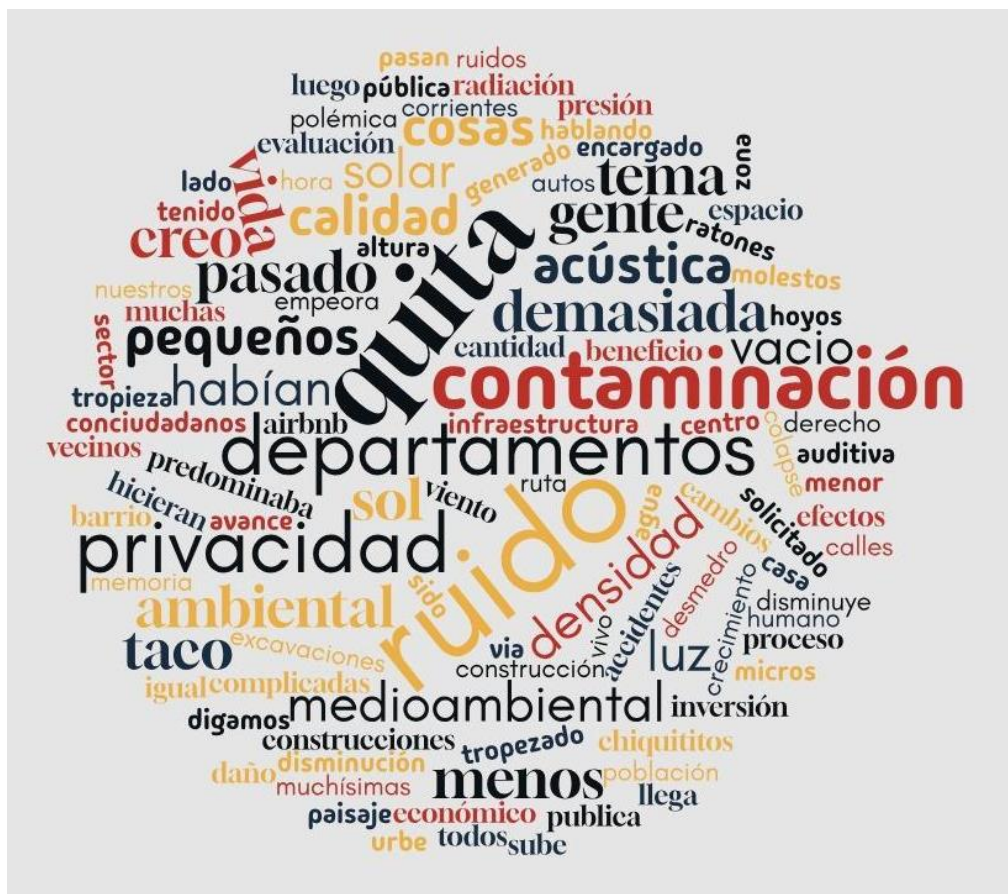 pasan ruidos
luego pública radiación
polémica corrientes presión
evaluación cosas hablando
lado vida hora solar generado encargado zona
tenido calidad autos tema
creo altura quita gente ratones espacio
nuestros pasado acústica molestos
muchas empeora demasiada hoyos
sector pequeños cantidad beneficio vacio
tropieza habían contaminación
conciudadanos airbnb infraestructura centro derecho
vecinos departamentos colapse auditiva
predominaba viento ruta menor
hicieran sol agua cambios solicitado
barrio avance ruido efectos
privacidad densidad calles
memoria sido desmedro casa
ambiental accidentes crecimiento disminuye
humano
taco excavaciones via vivo luz proceso
construcción micros
igual complicadas
digamos medioambiental inversión
construcciones tropezado chiquititos
daño disminución menos población
muchísimas llega
paisaje económico publica
urbe todos sube